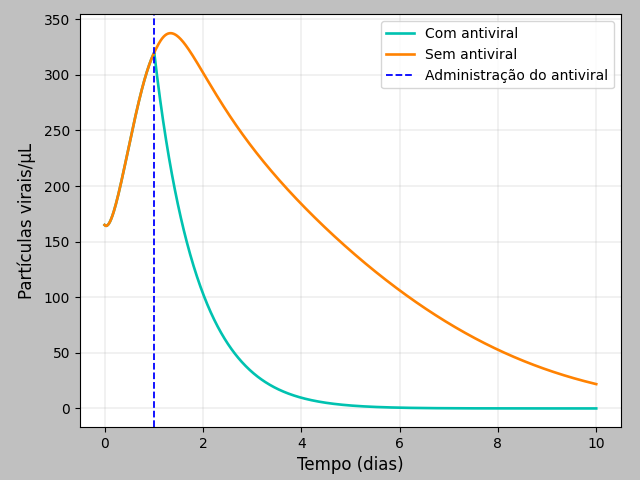 350
300
250
200
150
100
50
0
Partículas virais/μL
Com antiviral
Sem antiviral
Administração do antiviral
0 2 4 6 8 10
Tempo (dias)